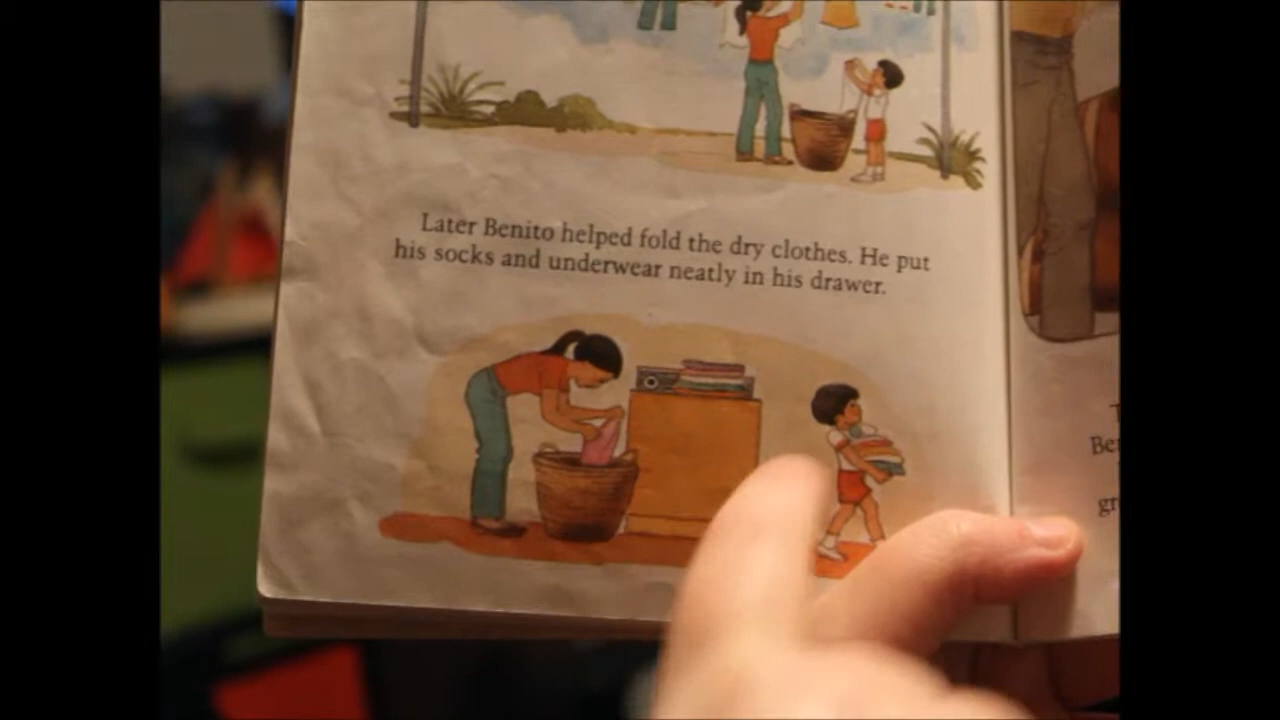 Later Benito helped fold the dry clothes. He put
his socks and underwear neatly in his drawer.